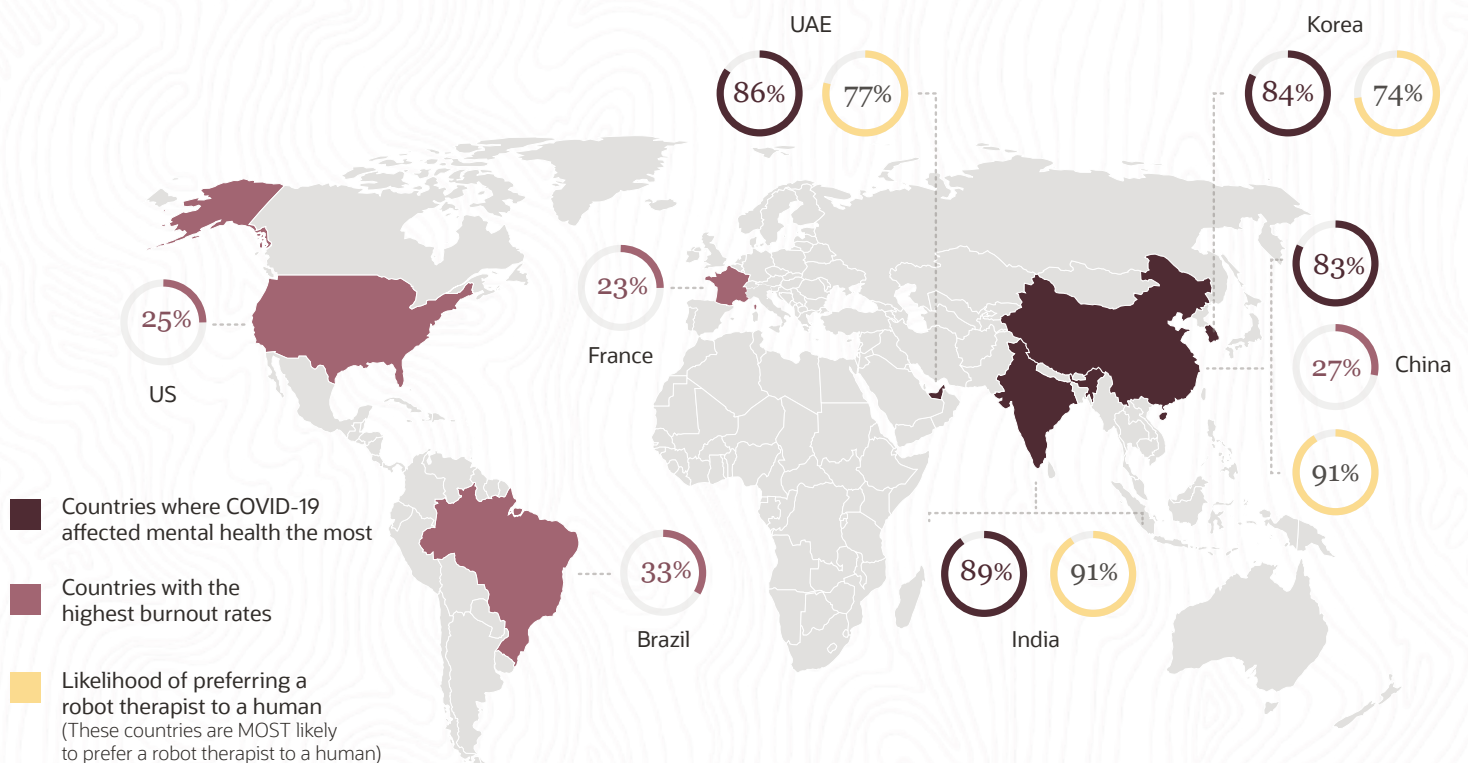 UAE
86%
77%
Korea
84%
74%
83%
27%
China
91%
23%
France
25%
US
33%
Brazil
89%
91%
India
Countries where COVID-19
affected mental health the most
Countries with the
highest burnout rates
Likelihood of preferring a
robot therapist to a human
(These countries are MOST likely
to prefer a robot therapist to a human)